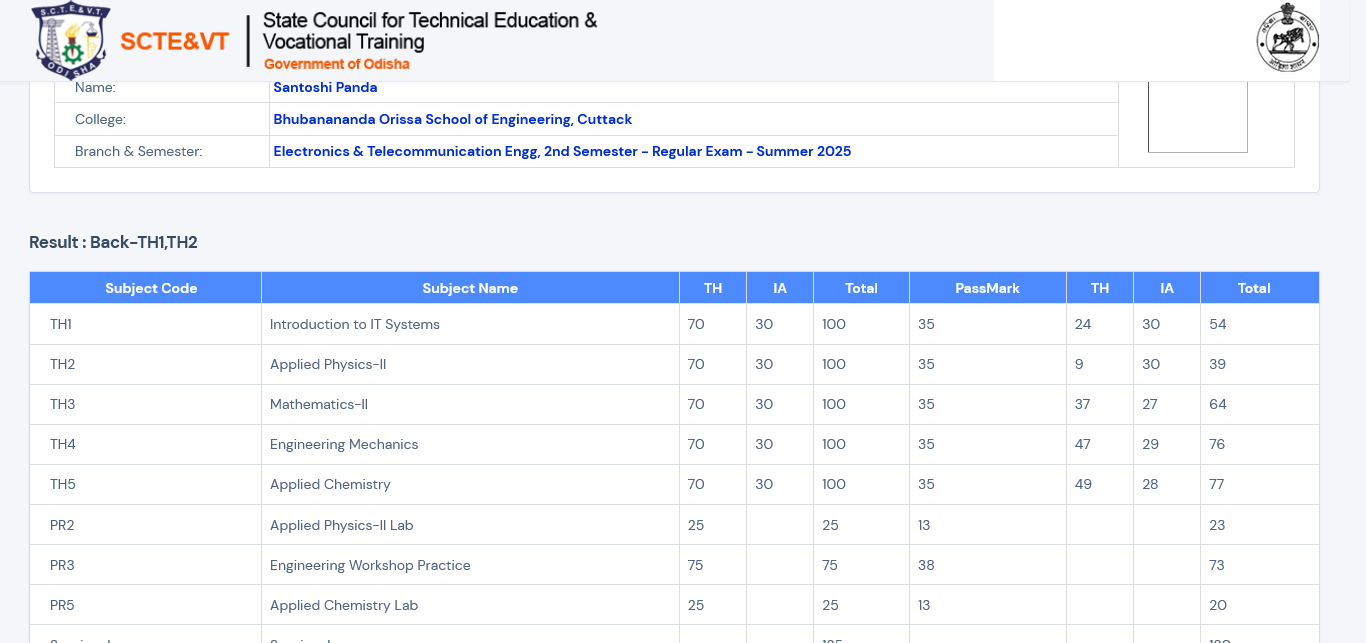 S.C.T.E.&V.T.
ODISHA
SCTE&VT
State Council for Technical Education &
Vocational Training
Government of Odisha
Name: Santoshi Panda
College: Bhubanananda Orissa School of Engineering, Cuttack
Branch & Semester: Electronics & Telecommunication Engg, 2nd Semester - Regular Exam - Summer 2025
Result : Back-TH1,TH2
Subject Code Subject Name TH IA Total PassMark TH IA Total
TH1 Introduction to IT Systems 70 30 100 35 24 30 54
TH2 Applied Physics-II 70 30 100 35 9 30 39
TH3 Mathematics-II 70 30 100 35 37 27 64
TH4 Engineering Mechanics 70 30 100 35 47 29 76
TH5 Applied Chemistry 70 30 100 35 49 28 77
PR2 Applied Physics-II Lab 25 25 13 23
PR3 Engineering Workshop Practice 75 75 38 73
PR5 Applied Chemistry Lab 25 25 13 20